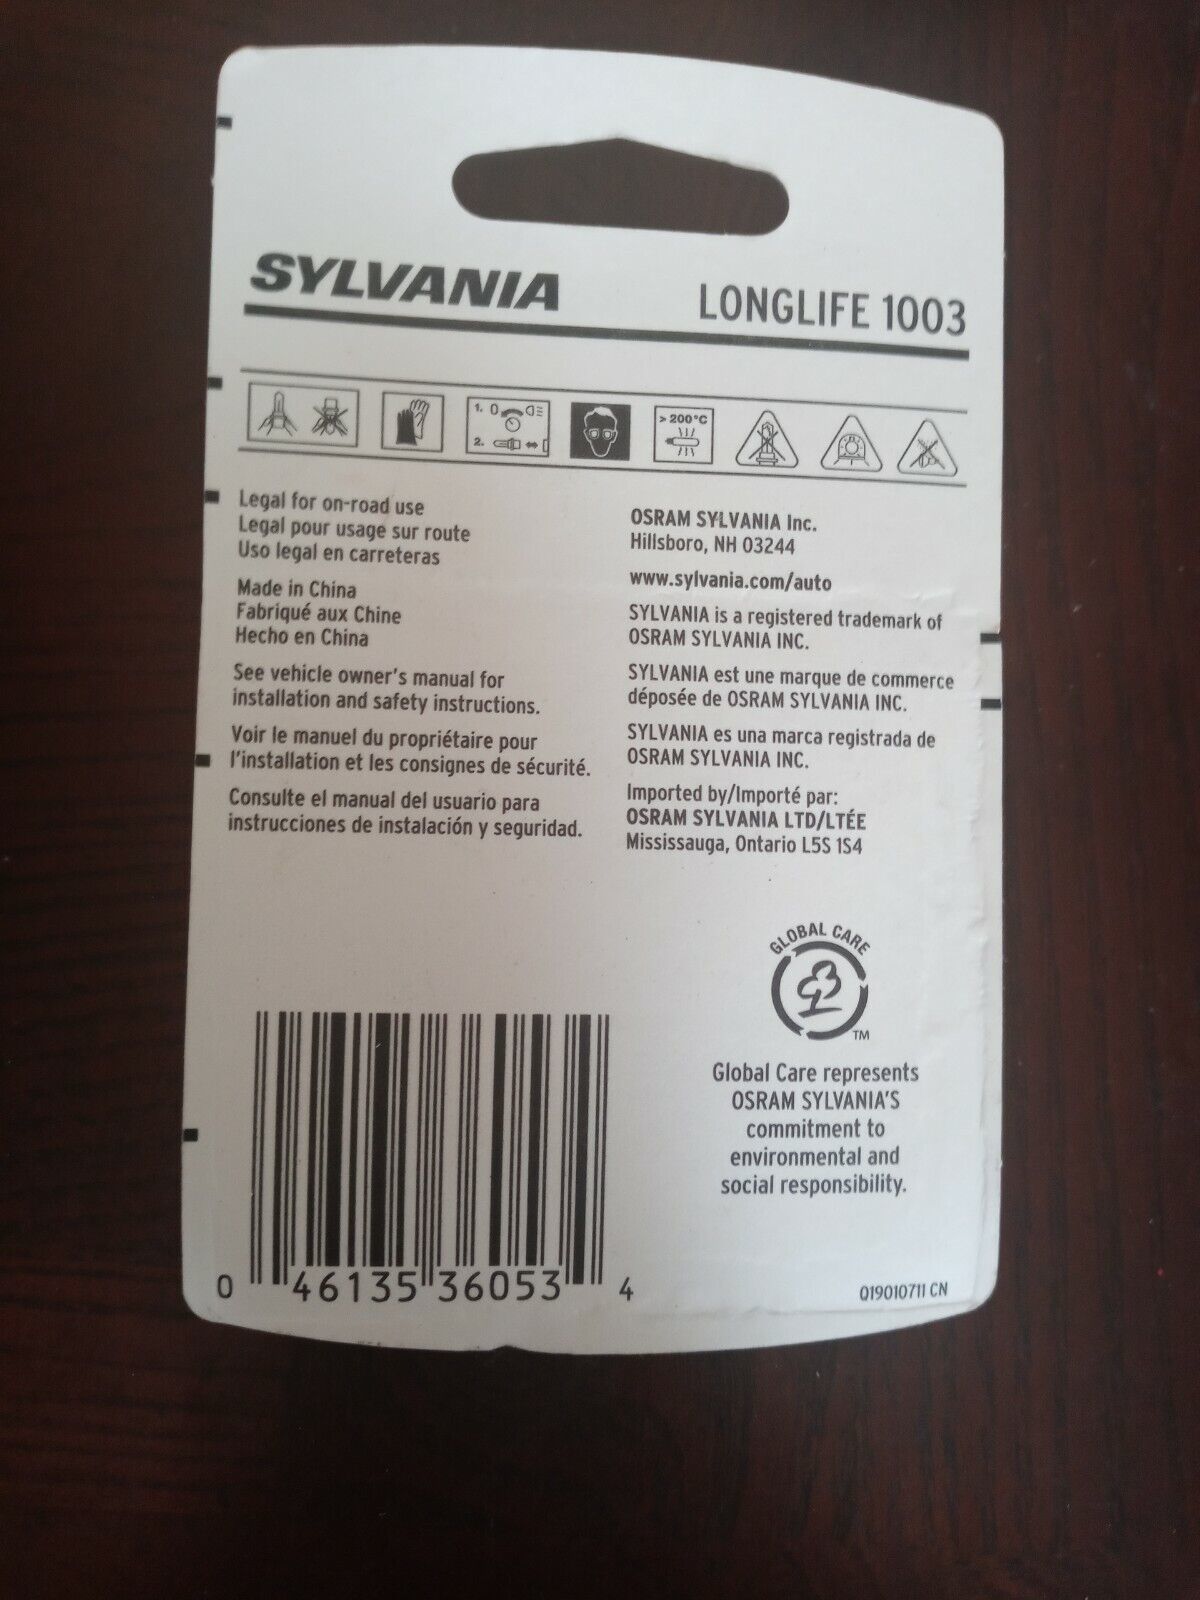 SYLVANIA
LONGLIFE 1003
1. 0
2.
> 200°C
Legal for on-road use
Legal pour usage sur route
Uso legal en carreteras
Made in China
Fabriqué aux Chine
Hecho en China
See vehicle owner's manual for
installation and safety instructions.
Voir le manuel du propriétaire pour
l'installation et les consignes de sécurité.
Consulte el manual del usuario para
instrucciones de instalación y seguridad.
OSRAM SYLVANIA Inc.
Hillsboro, NH 03244
www.sylvania.com/auto
SYLVANIA is a registered trademark of
OSRAM SYLVANIA INC.
SYLVANIA est une marque de commerce
déposée de OSRAM SYLVANIA INC.
SYLVANIA es una marca registrada de
OSRAM SYLVANIA INC.
Imported by/Importé par:
OSRAM SYLVANIA LTD/LTÉE
Mississauga, Ontario L5S 1S4
GLOBAL CARE
TM
Global Care represents
OSRAM SYLVANIA'S
commitment to
environmental and
social responsibility.
0 46135 36053 4
Q19010711 CN